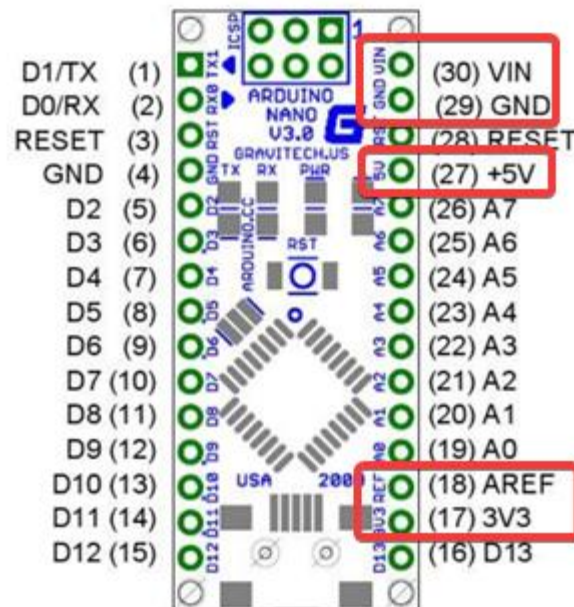 ICSP
1
D1/TX (1) TX1 VIN (30) VIN
D0/RX (2) RX0 GND (29) GND
RESET (3) RST RST (28) RESET
GND (4) GND 5V (27) +5V
D2 (5) D2 A7 (26) A7
D3 (6) D3 A6 (25) A6
D4 (7) D4 A5 (24) A5
D5 (8) D5 A4 (23) A4
D6 (9) D6 A3 (22) A3
D7 (10) D7 A2 (21) A2
D8 (11) D8 A1 (20) A1
D9 (12) D9 A0 (19) A0
D10 (13) D10 REF (18) AREF
D11 (14) D11 3V3 (17) 3V3
D12 (15) D12 D13 (16) D13
ARDUINO
NANO
V3.0
G
GRAVITECH.US
TX RX PWR
ARDUINO.CC
RST
USA 2009